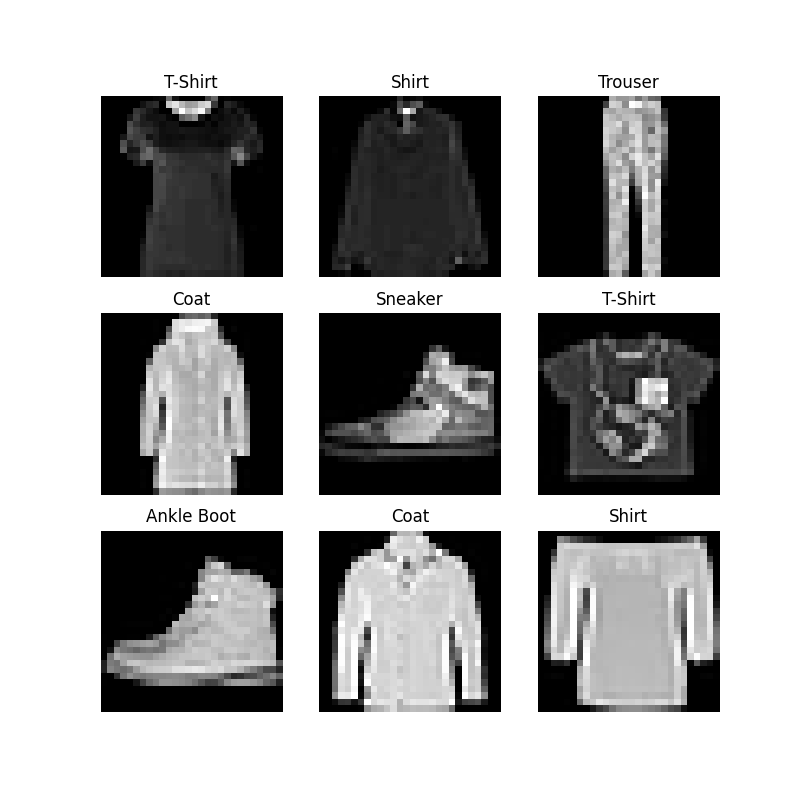 T-Shirt
Shirt
Trouser
Coat
Sneaker
T-Shirt
Ankle Boot
Coat
Shirt